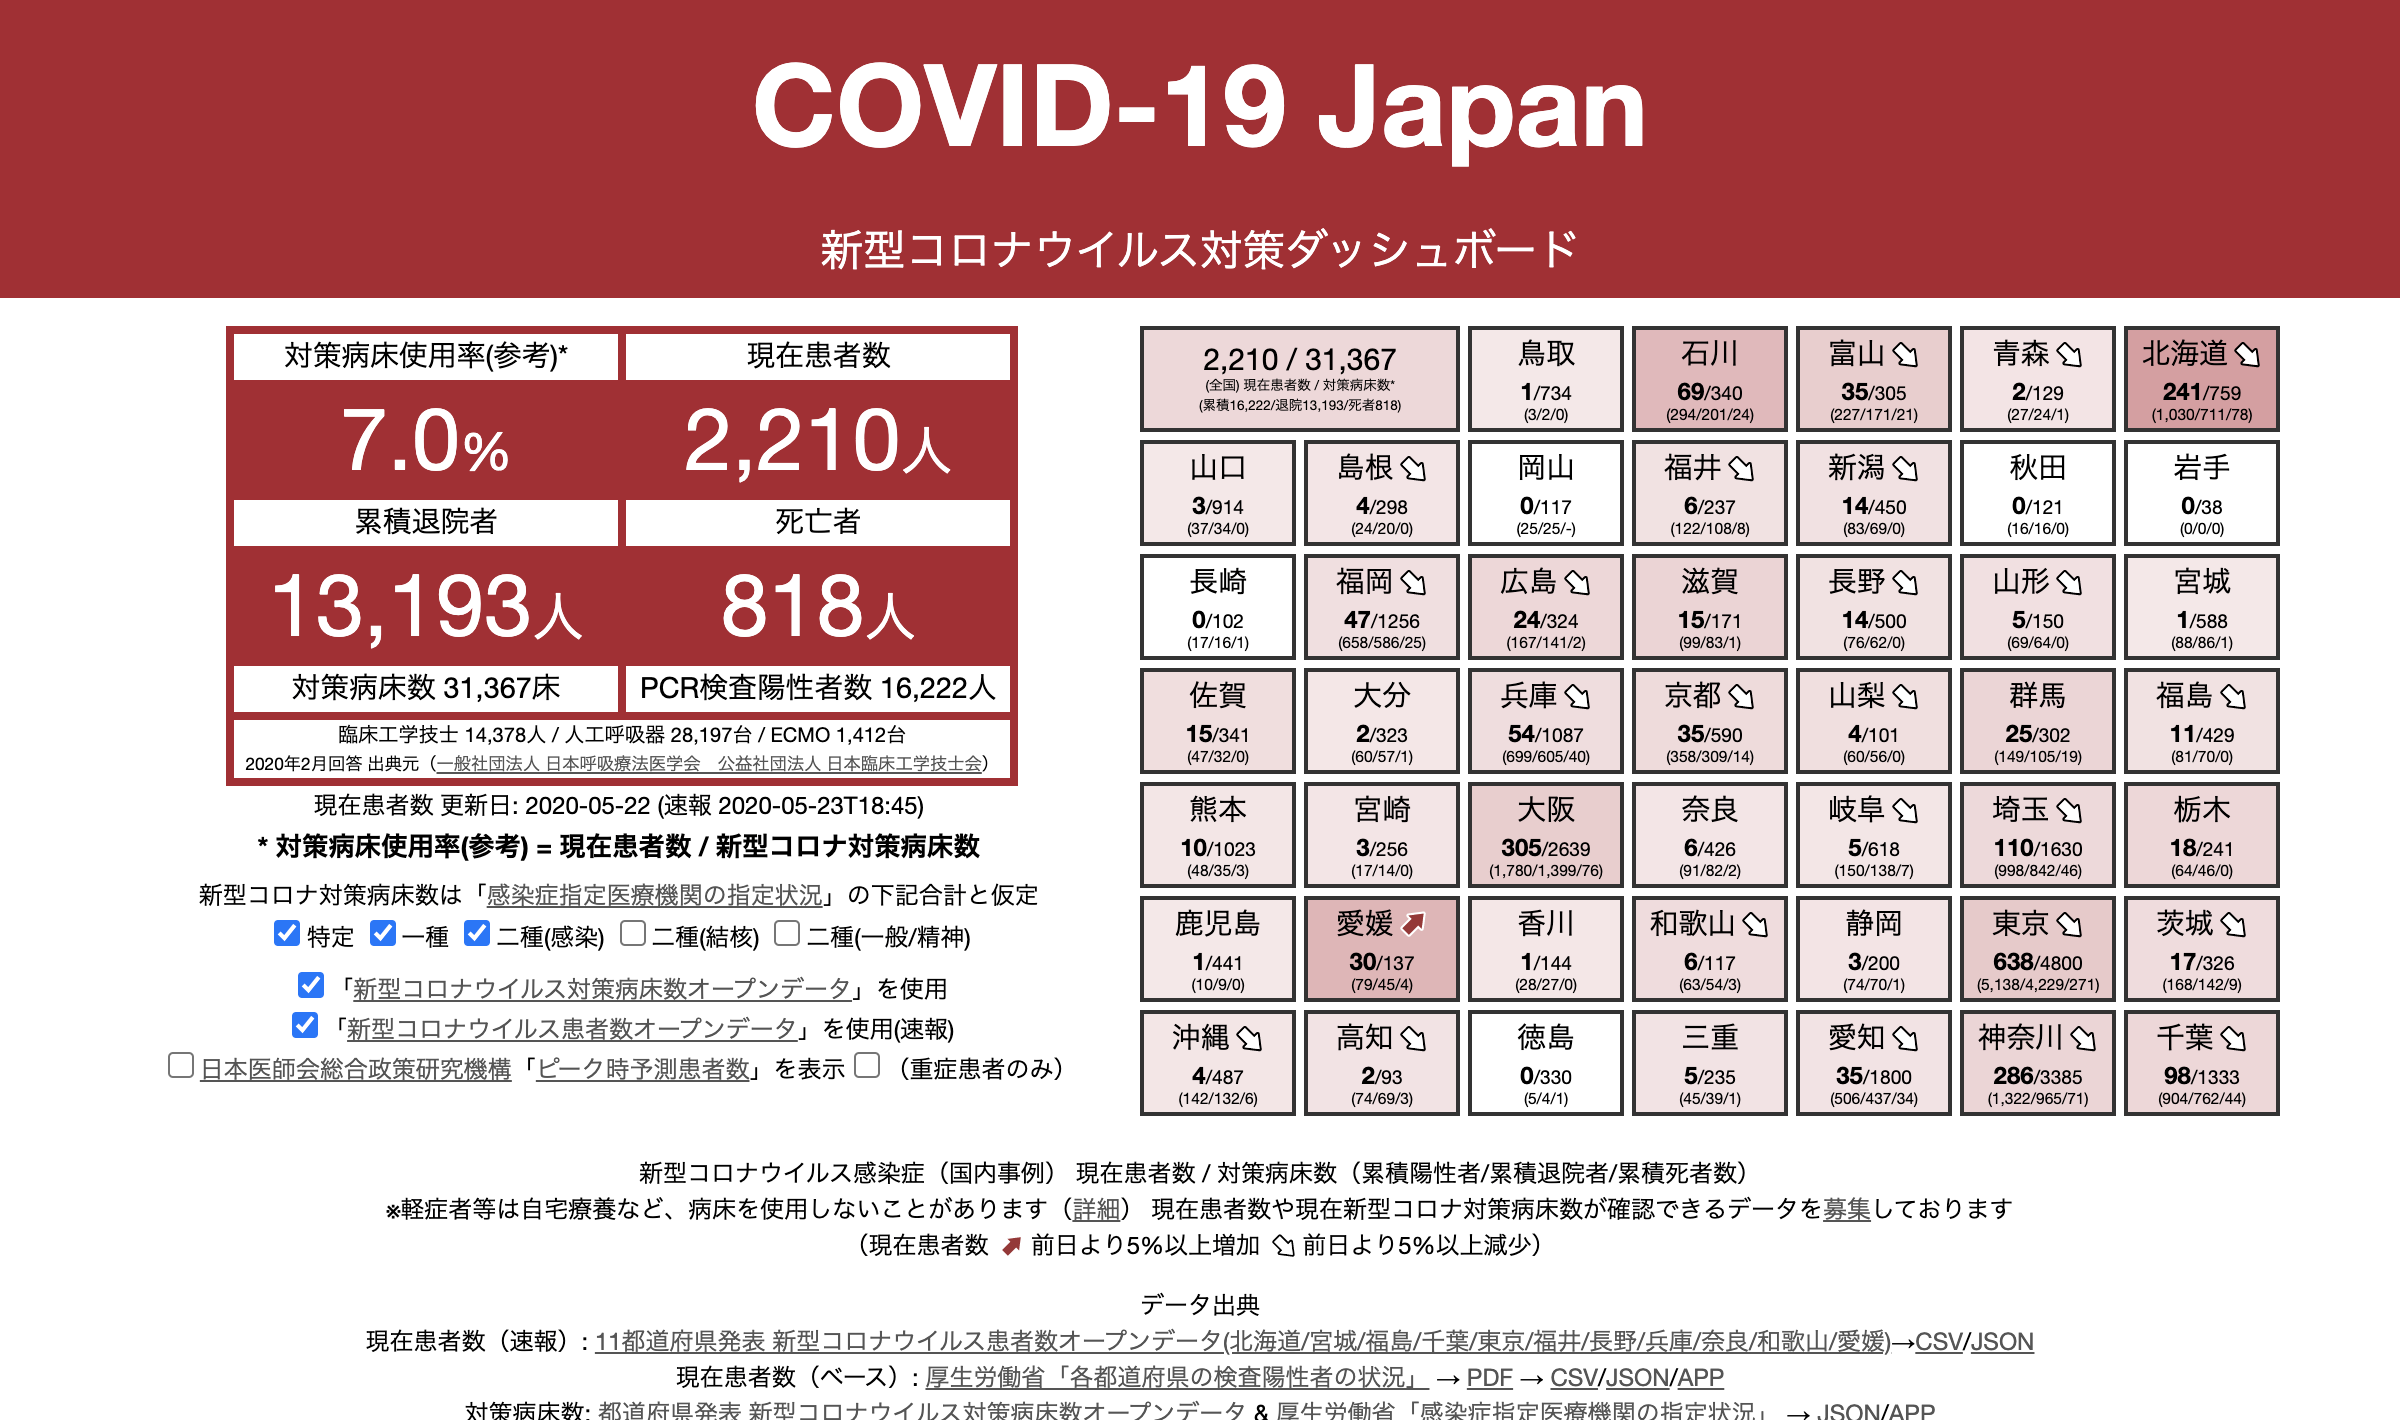 COVID-19 Japan
新型コロナウイルス対策ダッシュボード
対策病床使用率(参考)*
現在患者数
7.0%
2,210人
累積退院者
死亡者
13,193人
818人
対策病床数 31,367床
PCR検査陽性者数 16,222人
臨床工学技士 14,378人 / 人工呼吸器 28,197台 / ECMO 1,412台
2020年2月回答 出典元（一般社団法人 日本呼吸療法医学会　公益社団法人 日本臨床工学技士会）
現在患者数 更新日: 2020-05-22 (速報 2020-05-23T18:45)
* 対策病床使用率(参考) = 現在患者数 / 新型コロナ対策病床数
新型コロナ対策病床数は「感染症指定医療機関の指定状況」の下記合計と仮定
特定 一種 二種(感染) 二種(結核) 二種(一般/精神)
「新型コロナウイルス対策病床数オープンデータ」を使用
「新型コロナウイルス患者数オープンデータ」を使用(速報)
日本医師会総合政策研究機構「ピーク時予測患者数」を表示 （重症患者のみ）
2,210 / 31,367
(全国) 現在患者数 / 対策病床数*
(累積16,222/退院13,193/死者818)
鳥取
1/734
(3/2/0)
石川
69/340
(294/201/24)
富山
35/305
(227/171/21)
青森
2/129
(27/24/1)
北海道
241/759
(1,030/711/78)
山口
3/914
(37/34/0)
島根
4/298
(24/20/0)
岡山
0/117
(25/25/-)
福井
6/237
(122/108/8)
新潟
14/450
(83/69/0)
秋田
0/121
(16/16/0)
岩手
0/38
(0/0/0)
長崎
0/102
(17/16/1)
福岡
47/1256
(658/586/25)
広島
24/324
(167/141/2)
滋賀
15/171
(99/83/1)
長野
14/500
(76/62/0)
山形
5/150
(69/64/0)
宮城
1/588
(88/86/1)
佐賀
15/341
(47/32/0)
大分
2/323
(60/57/1)
兵庫
54/1087
(699/605/40)
京都
35/590
(358/309/14)
山梨
4/101
(60/56/0)
群馬
25/302
(149/105/19)
福島
11/429
(81/70/0)
熊本
10/1023
(48/35/3)
宮崎
3/256
(17/14/0)
大阪
305/2639
(1,780/1,399/76)
奈良
6/426
(91/82/2)
岐阜
5/618
(150/138/7)
埼玉
110/1630
(998/842/46)
栃木
18/241
(64/46/0)
鹿児島
1/441
(10/9/0)
愛媛
30/137
(79/45/4)
香川
1/144
(28/27/0)
和歌山
6/117
(63/54/3)
静岡
3/200
(74/70/1)
東京
638/4800
(5,138/4,229/271)
茨城
17/326
(168/142/9)
沖縄
4/487
(142/132/6)
高知
2/93
(74/69/3)
徳島
0/330
(5/4/1)
三重
5/235
(45/39/1)
愛知
35/1800
(506/437/34)
神奈川
286/3385
(1,322/965/71)
千葉
98/1333
(904/762/44)
新型コロナウイルス感染症（国内事例） 現在患者数 / 対策病床数（累積陽性者/累積退院者/累積死者数）
※軽症者等は自宅療養など、病床を使用しないことがあります（詳細） 現在患者数や現在新型コロナ対策病床数が確認できるデータを募集しております
（現在患者数 前日より5%以上増加 前日より5%以上減少）
データ出典
現在患者数（速報）: 11都道府県発表 新型コロナウイルス患者数オープンデータ(北海道/宮城/福島/千葉/東京/福井/長野/兵庫/奈良/和歌山/愛媛)→CSV/JSON
現在患者数（ベース）: 厚生労働省「各都道府県の検査陽性者の状況」 → PDF → CSV/JSON/APP
対策病床数: 都道府県発表 新型コロナウイルス対策病床数オープンデータ & 厚生労働省「感染症指定医療機関の指定状況」 → JSON/APP